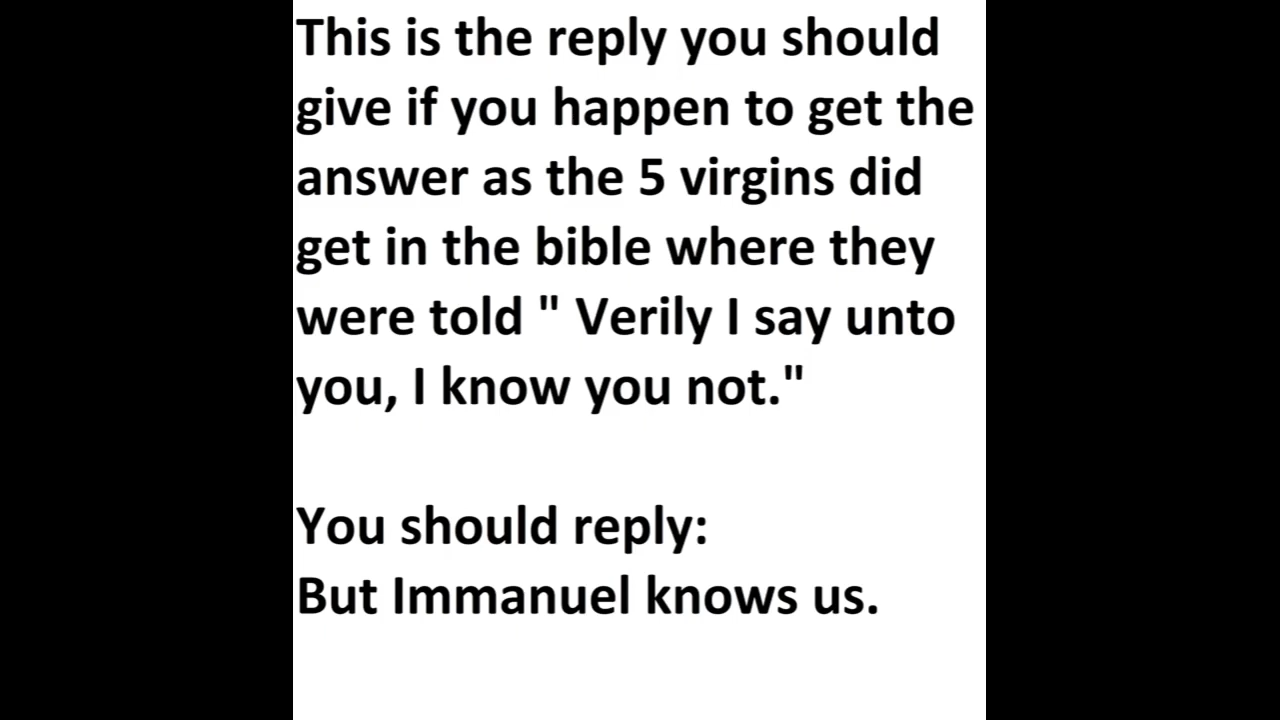 This is the reply you should
give if you happen to get the
answer as the 5 virgins did
get in the bible where they
were told " Verily I say unto
you, I know you not."
You should reply:
But Immanuel knows us.